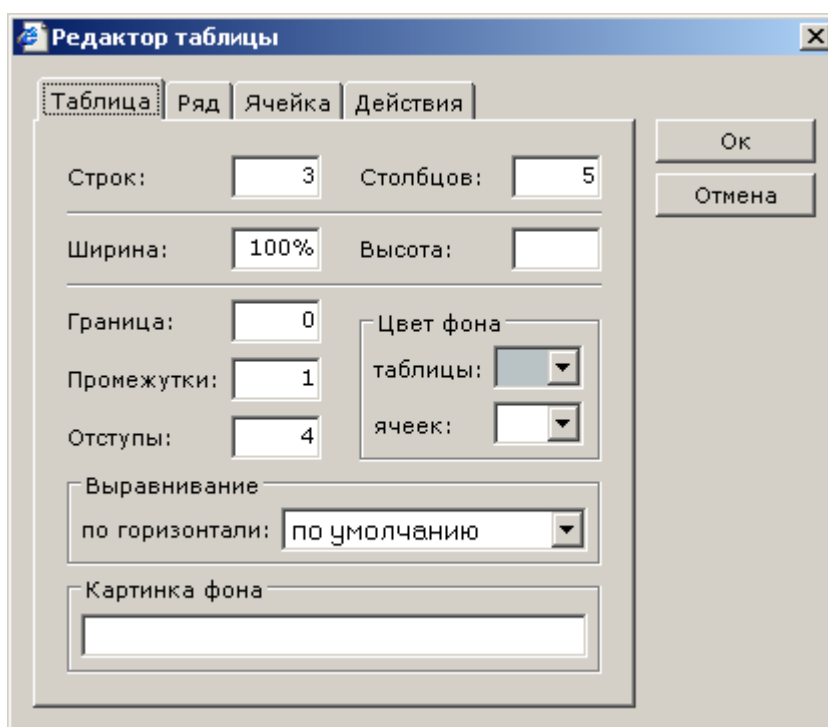 Редактор таблицы
Таблица Ряд Ячейка Действия
Ок
Строк: 3 Столбцов: 5
Отмена
Ширина: 100% Высота:
Граница: 0 Цвет фона
таблицы:
Промежутки: 1
ячеек:
Отступы: 4
Выравнивание
по горизонтали: по умолчанию
Картинка фона